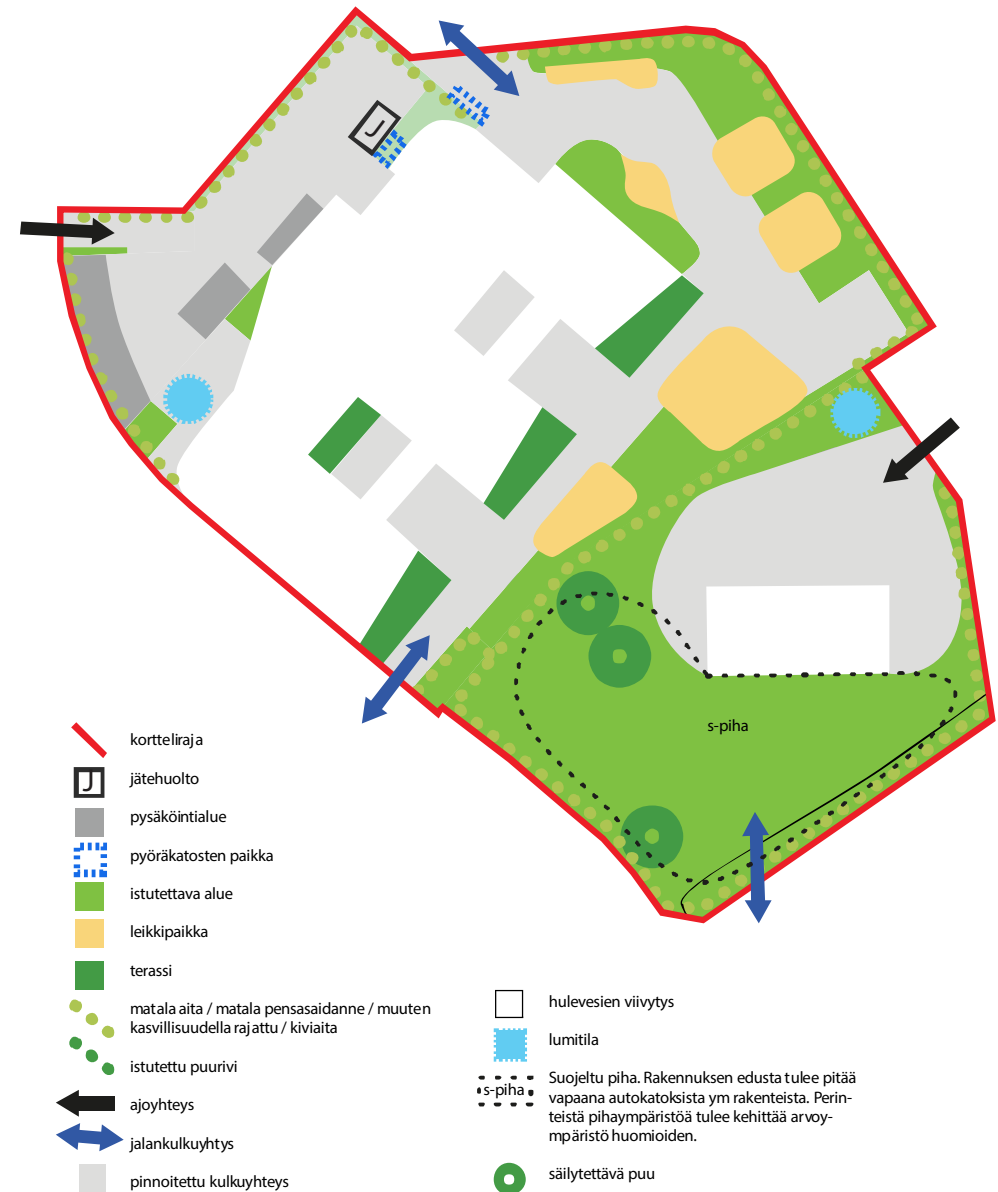 J
s-piha
kortteliraja
J
jätehuolto
pysäköintialue
pyöräkatosten paikka
istutettava alue
leikkipaikka
terassi
matala aita / matala pensasaidanne / muuten
kasvillisuudella rajattu / kiviaita
istutettu puurivi
ajoyhteys
jalankulkuyhtys
pinnoitettu kulkuyhteys
hulevesien viivytys
lumitila
s-piha
Suojeltu piha. Rakennuksen edusta tulee pitää
vapaana autokatoksista ym rakenteista. Perin-
teistä pihaympäristöä tulee kehittää arvoy-
mpäristö huomioiden.
säilytettävä puu